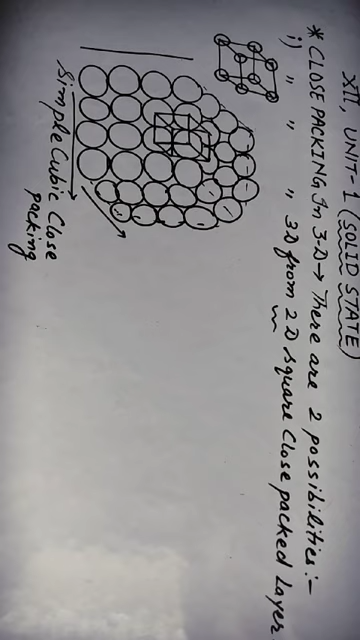 XII, UNIT-1 (SOLID STATE)
* CLOSE PACKING In 3-D → There are 2 possibilities:-
i) " " " 3D from 2D square Close packed Layer
Simple Cubic Close
packing